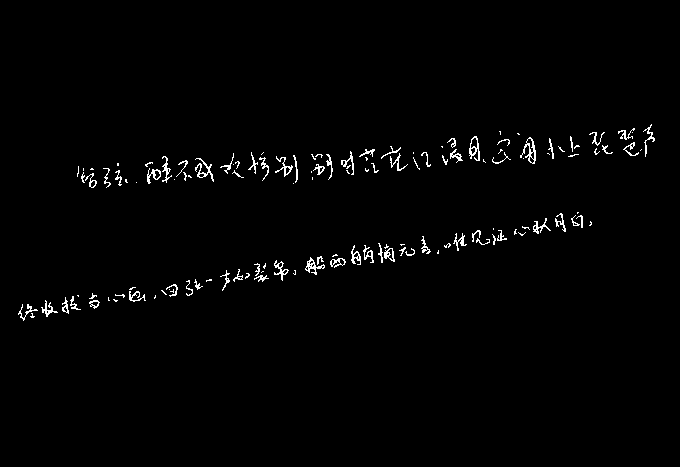 管弦.醉不成欢惨别别时茫茫江浸月,忽闻水上琵琶声
终收拨当心画,四弦一声如裂帛,船西舫悄无言,唯见江心秋月白.